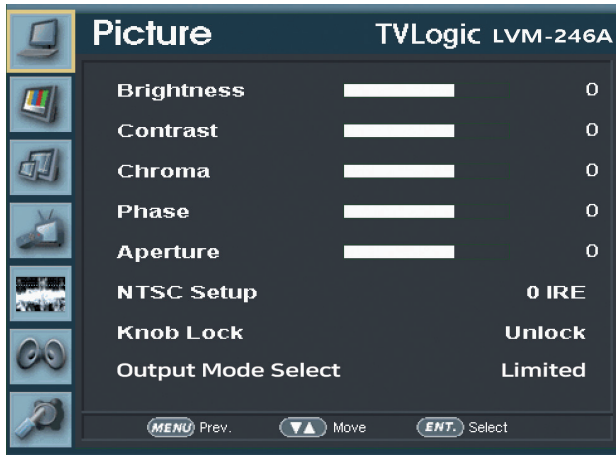 Picture TVLogic LVM-246A
Brightness 0
Contrast 0
Chroma 0
Phase 0
Aperture 0
NTSC Setup 0 IRE
Knob Lock Unlock
Output Mode Select Limited
MENU Prev. ▼▲ Move ENT. Select